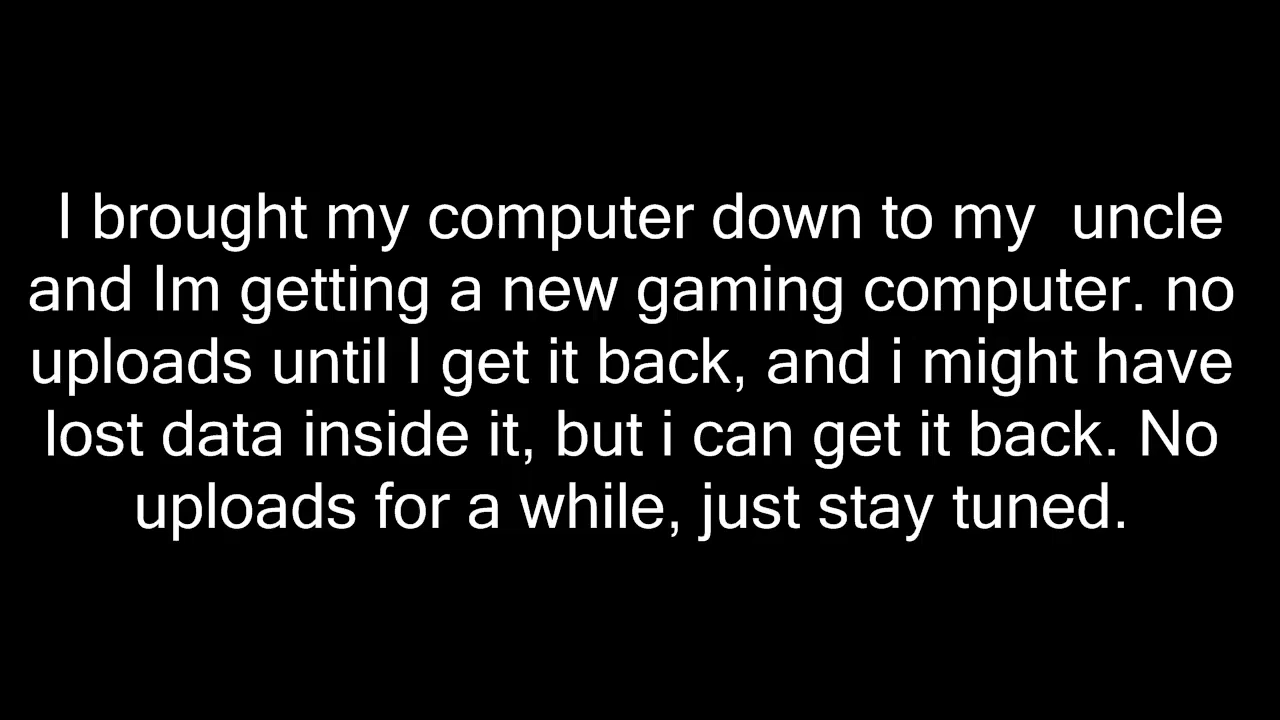 I brought my computer down to my  uncle
and Im getting a new gaming computer. no
uploads until I get it back, and i might have
lost data inside it, but i can get it back. No
uploads for a while, just stay tuned.